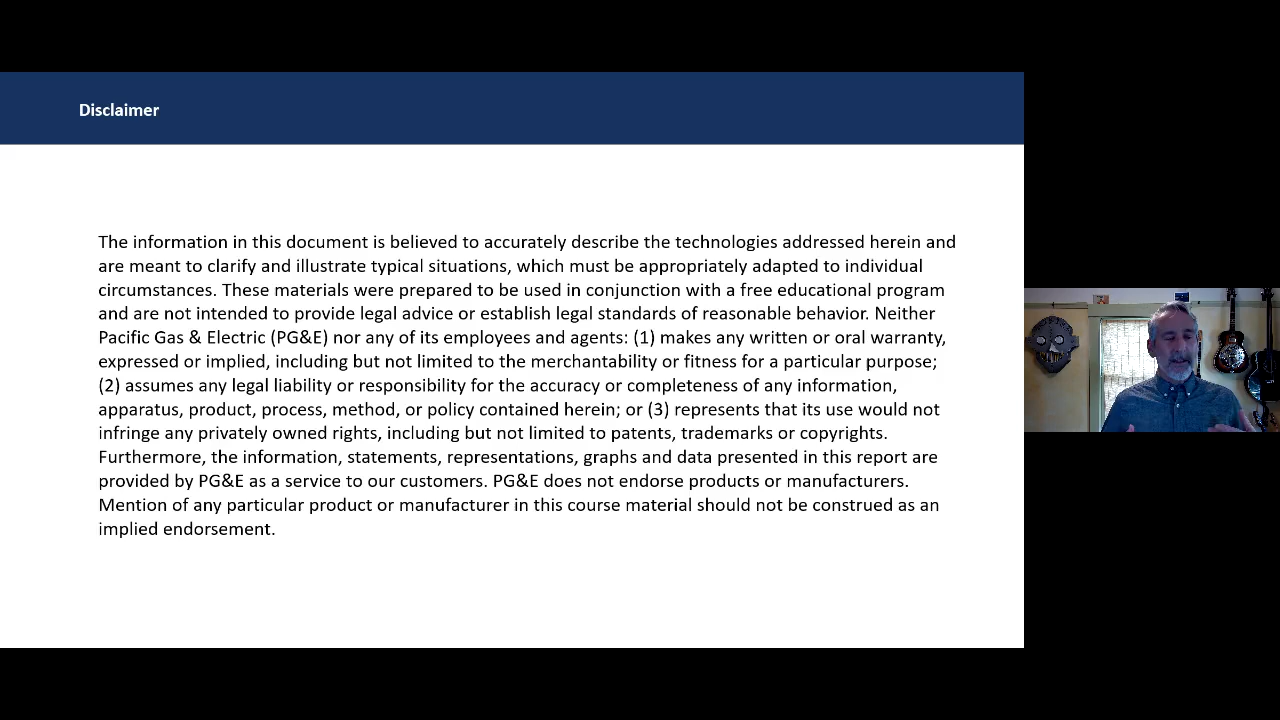 Disclaimer
The information in this document is believed to accurately describe the technologies addressed herein and
are meant to clarify and illustrate typical situations, which must be appropriately adapted to individual
circumstances. These materials were prepared to be used in conjunction with a free educational program
and are not intended to provide legal advice or establish legal standards of reasonable behavior. Neither
Pacific Gas & Electric (PG&E) nor any of its employees and agents: (1) makes any written or oral warranty,
expressed or implied, including but not limited to the merchantability or fitness for a particular purpose;
(2) assumes any legal liability or responsibility for the accuracy or completeness of any information,
apparatus, product, process, method, or policy contained herein; or (3) represents that its use would not
infringe any privately owned rights, including but not limited to patents, trademarks or copyrights.
Furthermore, the information, statements, representations, graphs and data presented in this report are
provided by PG&E as a service to our customers. PG&E does not endorse products or manufacturers.
Mention of any particular product or manufacturer in this course material should not be construed as an
implied endorsement.